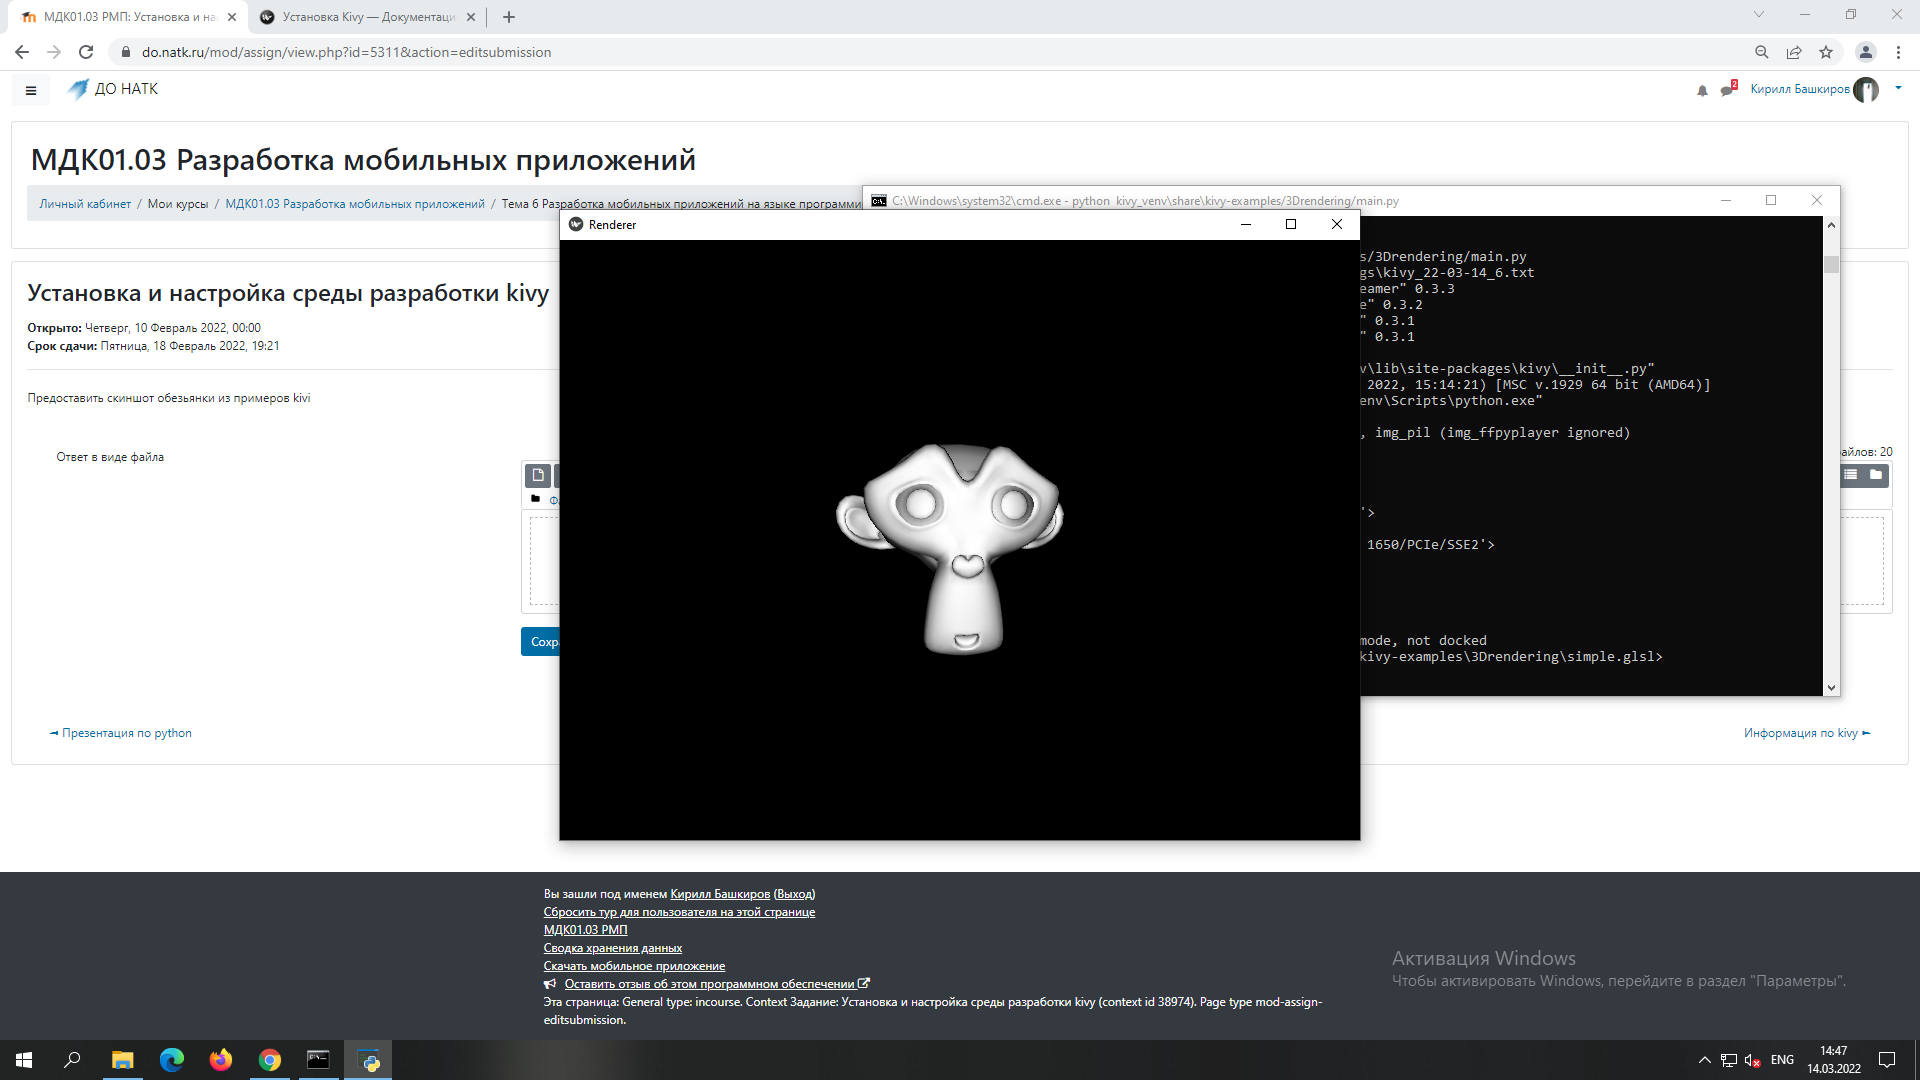 МДК01.03 РМП: Установка и на
Установка Kivy — Документаци
do.natk.ru/mod/assign/view.php?id=5311&action=editsubmission
ДО НАТК
2
Кирилл Башкиров
МДК01.03 Разработка мобильных приложений
Личный кабинет / Мои курсы / МДК01.03 Разработка мобильных приложений / Тема 6 Разработка мобильных приложений на языке программи
C:\Windows\system32\cmd.exe - python kivy_venv\share\kivy-examples/3Drendering/main.py
Renderer
s/3Drendering/main.py
gs\kivy_22-03-14_6.txt
eamer" 0.3.3
e" 0.3.2
" 0.3.1
" 0.3.1
v\lib\site-packages\kivy\__init__.py"
2022, 15:14:21) [MSC v.1929 64 bit (AMD64)]
env\Scripts\python.exe"
, img_pil (img_ffpyplayer ignored)
'>
1650/PCIe/SSE2'>
mode, not docked
kivy-examples\3Drendering\simple.glsl>
Установка и настройка среды разработки kivy
Открыто: Четверг, 10 Февраль 2022, 00:00
Срок сдачи: Пятница, 18 Февраль 2022, 19:21
Предоставить скиншот обезьянки из примеров kivi
Ответ в виде файла
айлов: 20
Ф
Сохр
◄ Презентация по python
Информация по kivy ►
Вы зашли под именем Кирилл Башкиров (Выход)
Сбросить тур для пользователя на этой странице
МДК01.03 РМП
Сводка хранения данных
Скачать мобильное приложение
Оставить отзыв об этом программном обеспечении
Эта страница: General type: incourse. Context Задание: Установка и настройка среды разработки kivy (context id 38974). Page type mod-assign-
editsubmission.
Активация Windows
Чтобы активировать Windows, перейдите в раздел "Параметры".
ENG
14:47
14.03.2022